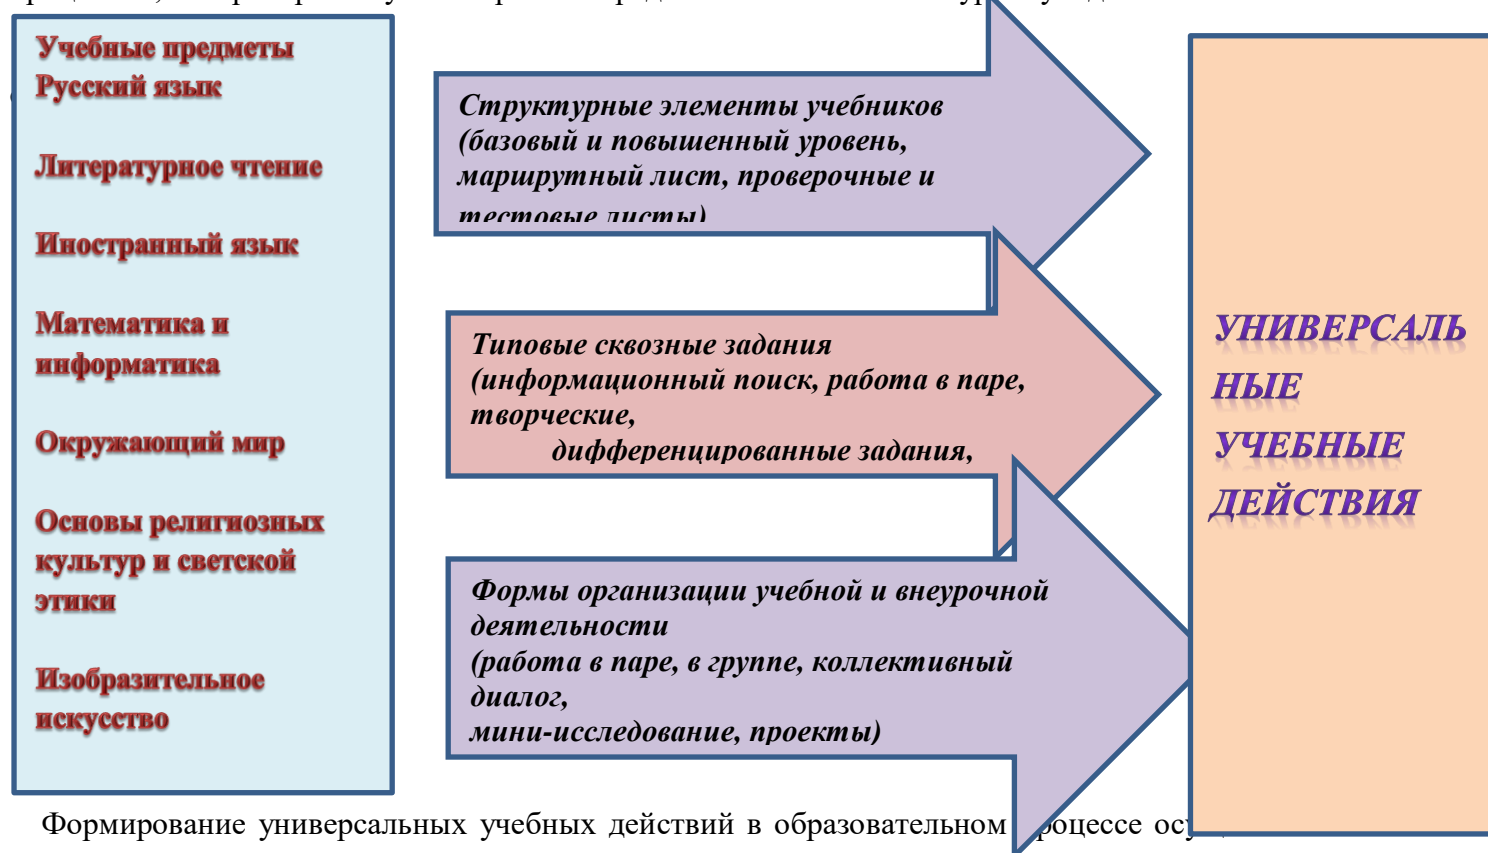 Учебные предметы
Русский язык
Литературное чтение
Иностранный язык
Математика и
информатика
Окружающий мир
Основы религиозных
культур и светской
этики
Изобразительное
искусство
Структурные элементы учебников
(базовый и повышенный уровень,
маршрутный лист, проверочные и
тестовые листы)
Типовые сквозные задания
(информационный поиск, работа в паре,
творческие,
дифференцированные задания,
Формы организации учебной и внеурочной
деятельности
(работа в паре, в группе, коллективный
диалог,
мини-исследование, проекты)
УНИВЕРСАЛЬ
НЫЕ
УЧЕБНЫЕ
ДЕЙСТВИЯ
Формирование универсальных учебных действий в образовательном